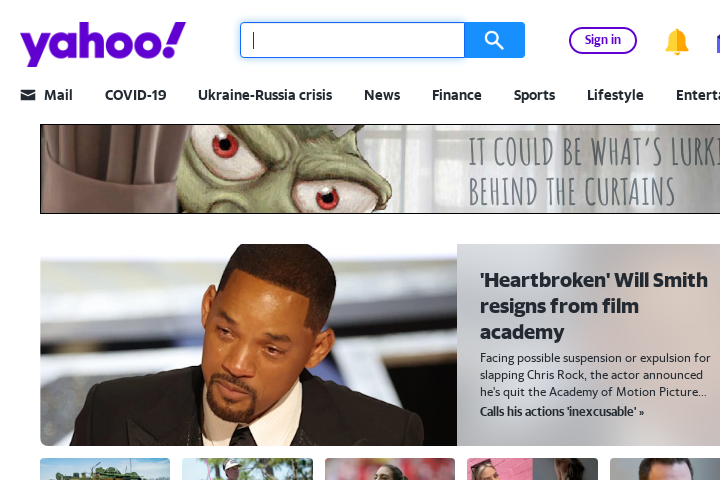 yahoo!
Sign in
Mail COVID-19 Ukraine-Russia crisis News Finance Sports Lifestyle
IT COULD BE WHAT'S
BEHIND THE CURTAINS
'Heartbroken' Will Smith
resigns from film
academy
Facing possible suspension or expulsion for
slapping Chris Rock, the actor announced
he's quit the Academy of Motion Picture...
Calls his actions 'inexcusable' »